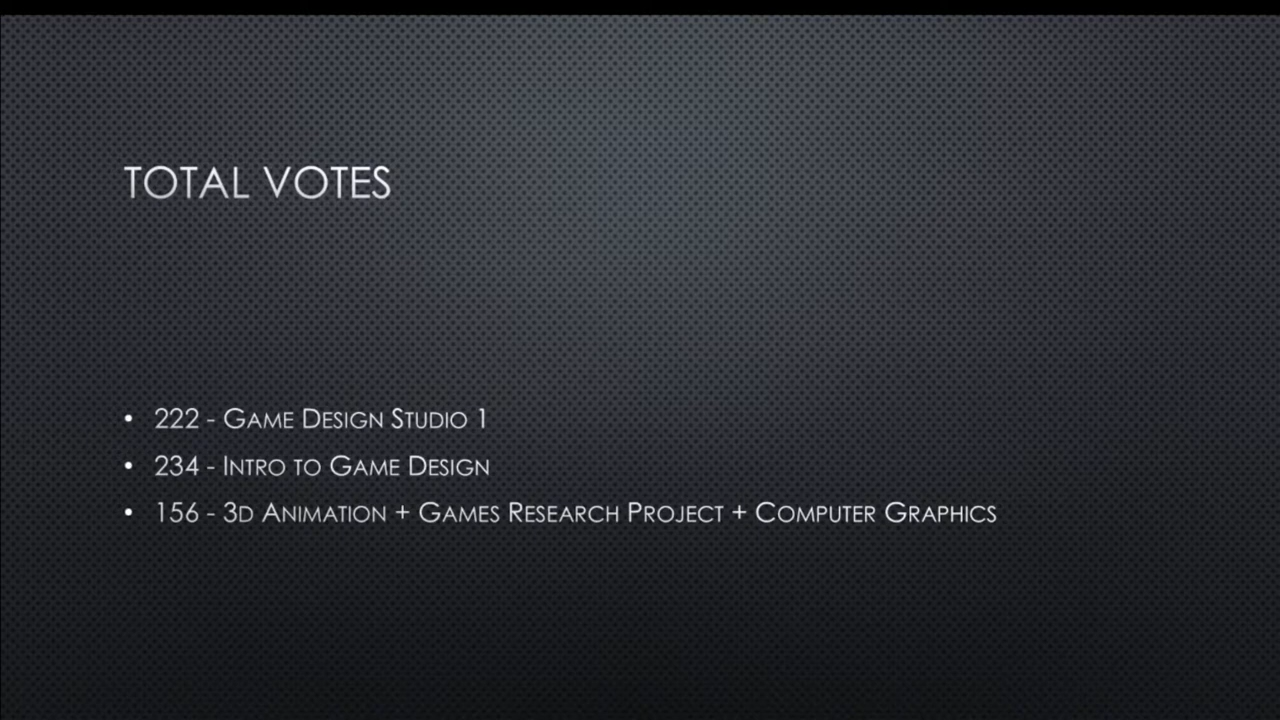 TOTAL VOTES
• 222 - GAME DESIGN STUDIO 1
• 234 - INTRO TO GAME DESIGN
• 156 - 3D ANIMATION + GAMES RESEARCH PROJECT + COMPUTER GRAPHICS